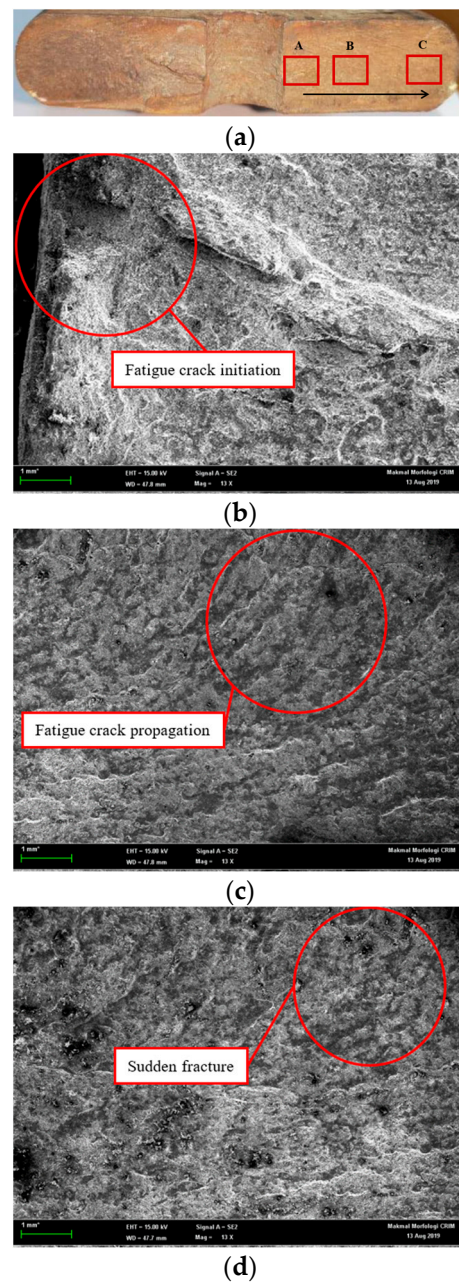 A B C
(a)
Fatigue crack initiation
1 mm*
EHT = 15.00 kV Signal A = SE2 Makmal Morfologi CRIM
WD = 47.8 mm Mag = 13 X 13 Aug 2019
(b)
Fatigue crack propagation
1 mm*
EHT = 15.00 kV Signal A = SE2 Makmal Morfologi CRIM
WD = 47.8 mm Mag = 13 X 13 Aug 2019
(c)
Sudden fracture
1 mm*
EHT = 15.00 kV Signal A = SE2 Makmal Morfologi CRIM
WD = 47.7 mm Mag = 13 X 13 Aug 2019
(d)